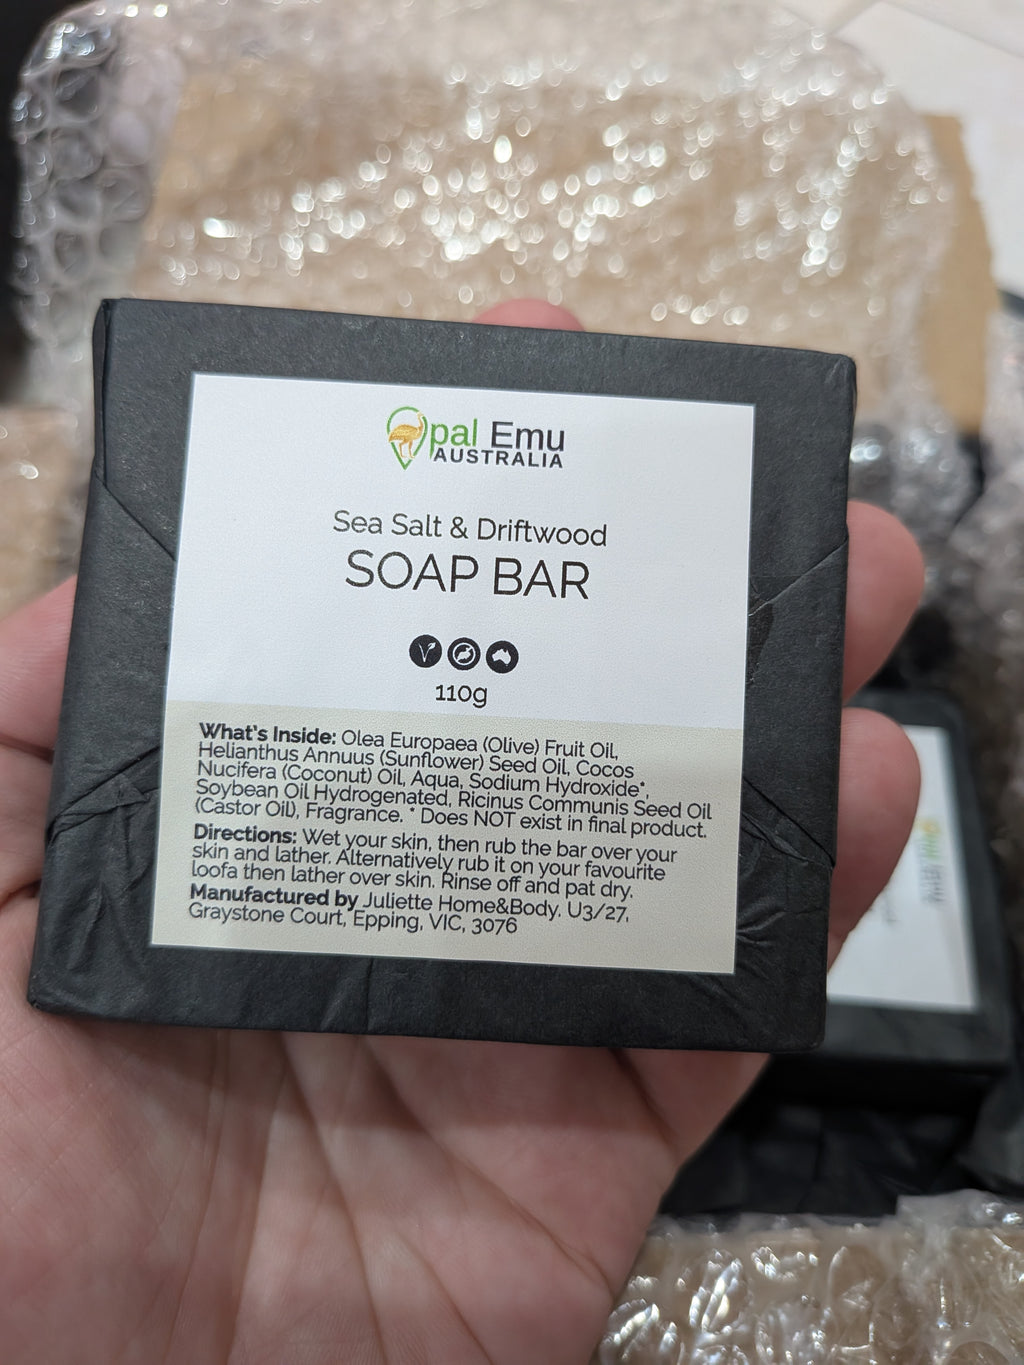 pal Emu
AUSTRALIA
Sea Salt & Driftwood
SOAP BAR
110g
What's Inside: Olea Europaea (Olive) Fruit Oil,
Helianthus Annuus (Sunflower) Seed Oil, Cocos
Nucifera (Coconut) Oil, Aqua, Sodium Hydroxide*,
Soybean Oil Hydrogenated, Ricinus Communis Seed Oil
(Castor Oil), Fragrance. * Does NOT exist in final product.
Directions: Wet your skin, then rub the bar over your
skin and lather. Alternatively rub it on your favourite
loofa then lather over skin. Rinse off and pat dry.
Manufactured by Juliette Home&Body. U3/27,
Graystone Court, Epping, VIC, 3076